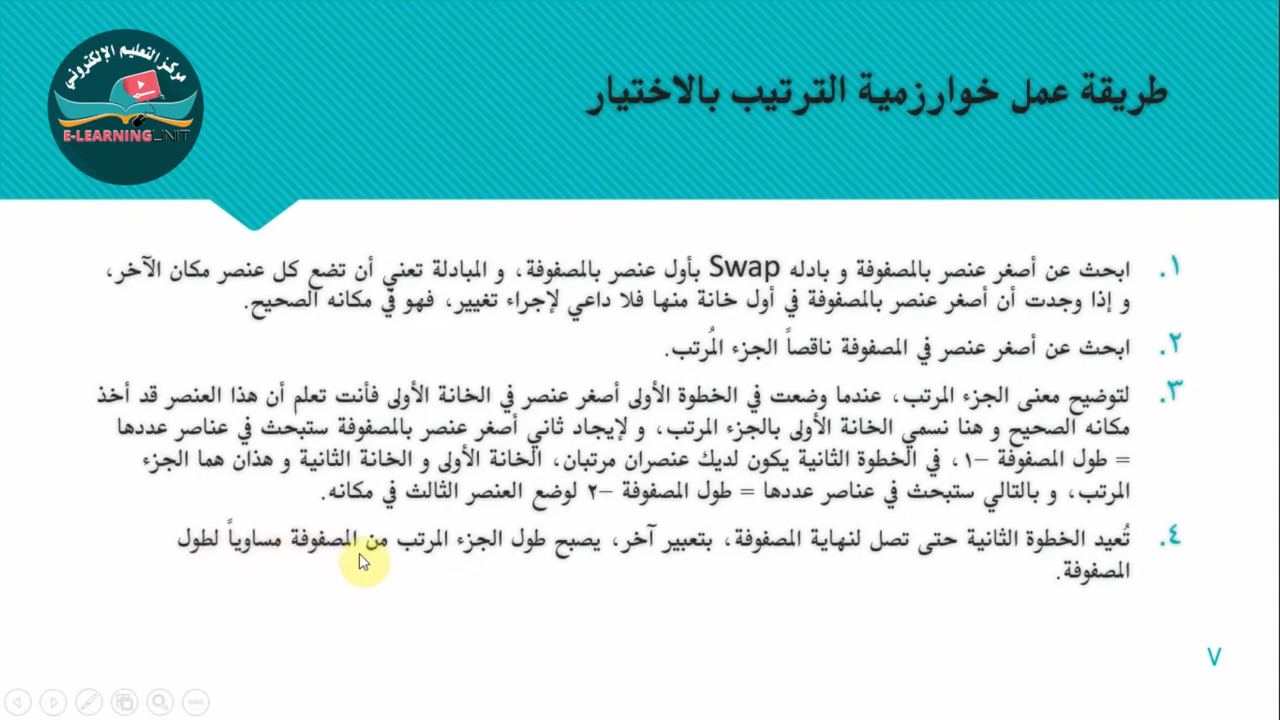 مركز التعليم الإلكتروني
E-LEARNING UNIT
طريقة عمل خوارزمية الترتيب بالاختيار
١. ابحث عن أصغر عنصر بالمصفوفة و بادله Swap بأول عنصر بالمصفوفة، و المبادلة تعني أن تضع كل عنصر مكان الآخر،
و إذا وجدت أن أصغر عنصر بالمصفوفة في أول خانة منها فلا داعي لإجراء تغيير، فهو في مكانه الصحيح.
٢. ابحث عن أصغر عنصر في المصفوفة ناقصاً الجزء المُرتب.
٣. لتوضيح معنى الجزء المرتب، عندما وضعت في الخطوة الأولى أصغر عنصر في الخانة الأولى فأنت تعلم أن هذا العنصر قد أخذ
مكانه الصحيح و هنا نسمي الخانة الأولى بالجزء المرتب، و لإيجاد ثاني أصغر عنصر بالمصفوفة ستبحث في عناصر عددها
= طول المصفوفة –١، في الخطوة الثانية يكون لديك عنصران مرتبان، الخانة الأولى و الخانة الثانية و هذان هما الجزء
المرتب، و بالتالي ستبحث في عناصر عددها = طول المصفوفة –٢ لوضع العنصر الثالث في مكانه.
٤. تُعيد الخطوة الثانية حتى تصل لنهاية المصفوفة، بتعبير آخر، يصبح طول الجزء المرتب من المصفوفة مساوياً لطول
المصفوفة.
٧